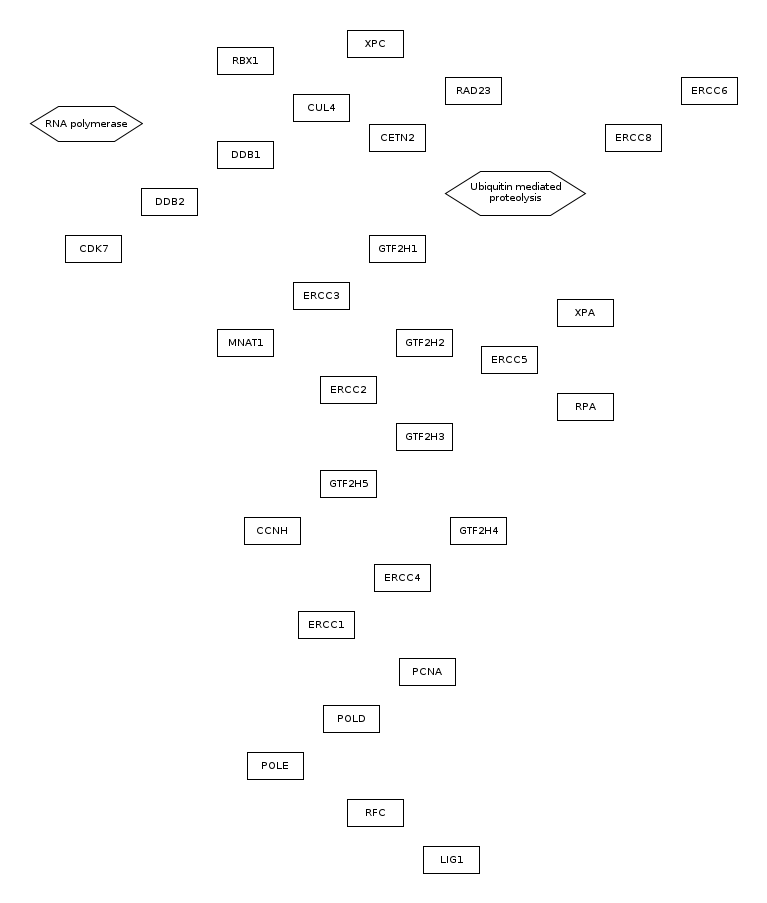 XPC
RBX1
RAD23
ERCC6
CUL4
RNA polymerase
CETN2
ERCC8
DDB1
Ubiquitin mediated
proteolysis
DDB2
CDK7
GTF2H1
ERCC3
XPA
MNAT1
GTF2H2
ERCC5
ERCC2
RPA
GTF2H3
GTF2H5
CCNH
GTF2H4
ERCC4
ERCC1
PCNA
POLD
POLE
RFC
LIG1